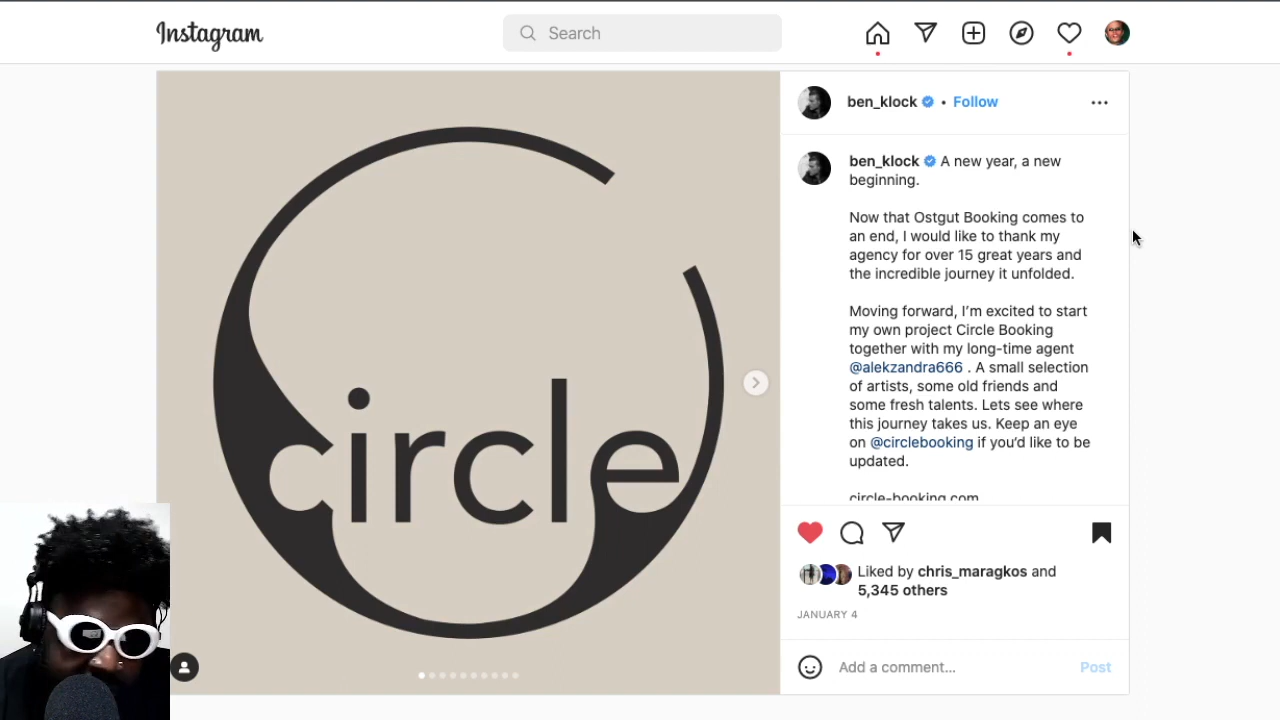 Instagram
Search
circle
ben_klock • Follow
ben_klock A new year, a new
beginning.
Now that Ostgut Booking comes to
an end, I would like to thank my
agency for over 15 great years and
the incredible journey it unfolded.
Moving forward, I'm excited to start
my own project Circle Booking
together with my long-time agent
@alekzandra666 . A small selection
of artists, some old friends and
some fresh talents. Lets see where
this journey takes us. Keep an eye
on @circlebooking if you'd like to be
updated.
circle-booking.com
Liked by chris_maragkos and
5,345 others
JANUARY 4
Add a comment...
Post